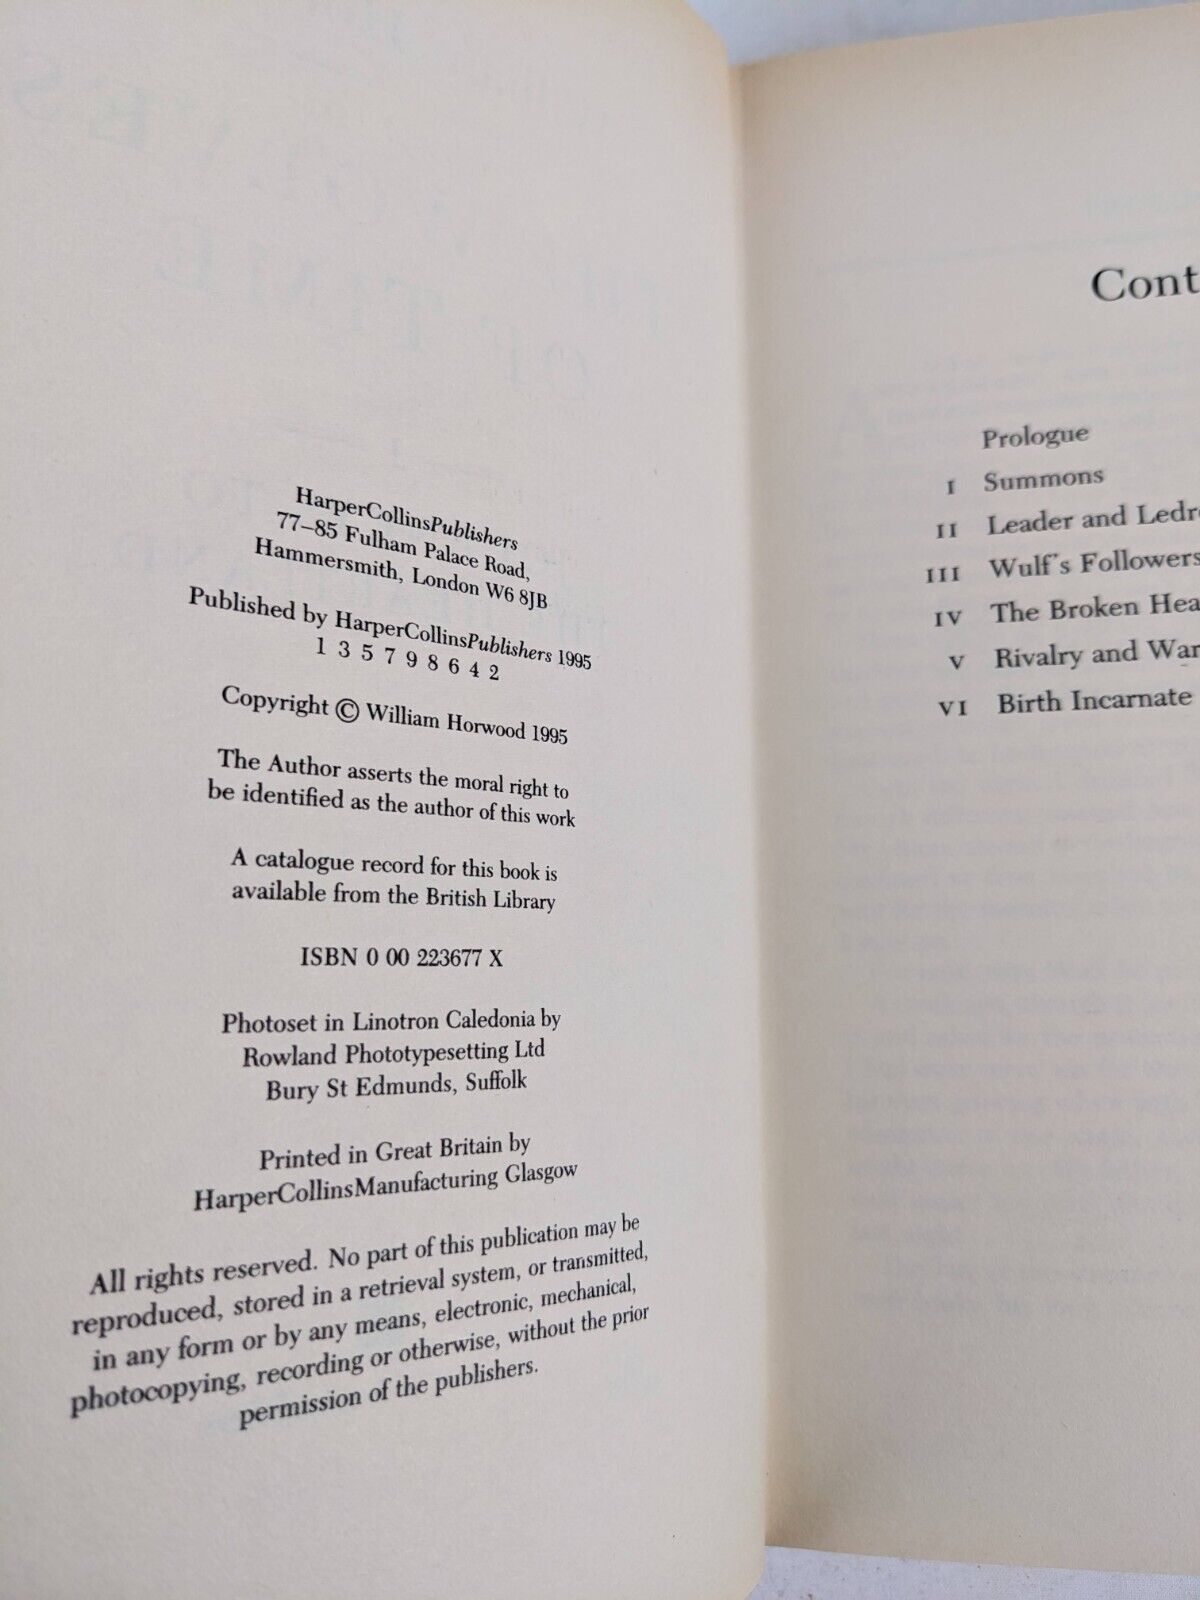 HarperCollinsPublishers
77–85 Fulham Palace Road,
Hammersmith, London W6 8JB
Published by HarperCollinsPublishers 1995
1 3 5 7 9 8 6 4 2
Copyright © William Horwood 1995
The Author asserts the moral right to
be identified as the author of this work
A catalogue record for this book is
available from the British Library
ISBN 0 00 223677 X
Photoset in Linotron Caledonia by
Rowland Phototypesetting Ltd
Bury St Edmunds, Suffolk
Printed in Great Britain by
HarperCollinsManufacturing Glasgow
All rights reserved. No part of this publication may be
reproduced, stored in a retrieval system, or transmitted,
in any form or by any means, electronic, mechanical,
photocopying, recording or otherwise, without the prior
permission of the publishers.
Cont
Prologue
I Summons
II Leader and Ledr
III Wulf's Followers
IV The Broken Hea
V Rivalry and War
VI Birth Incarnate